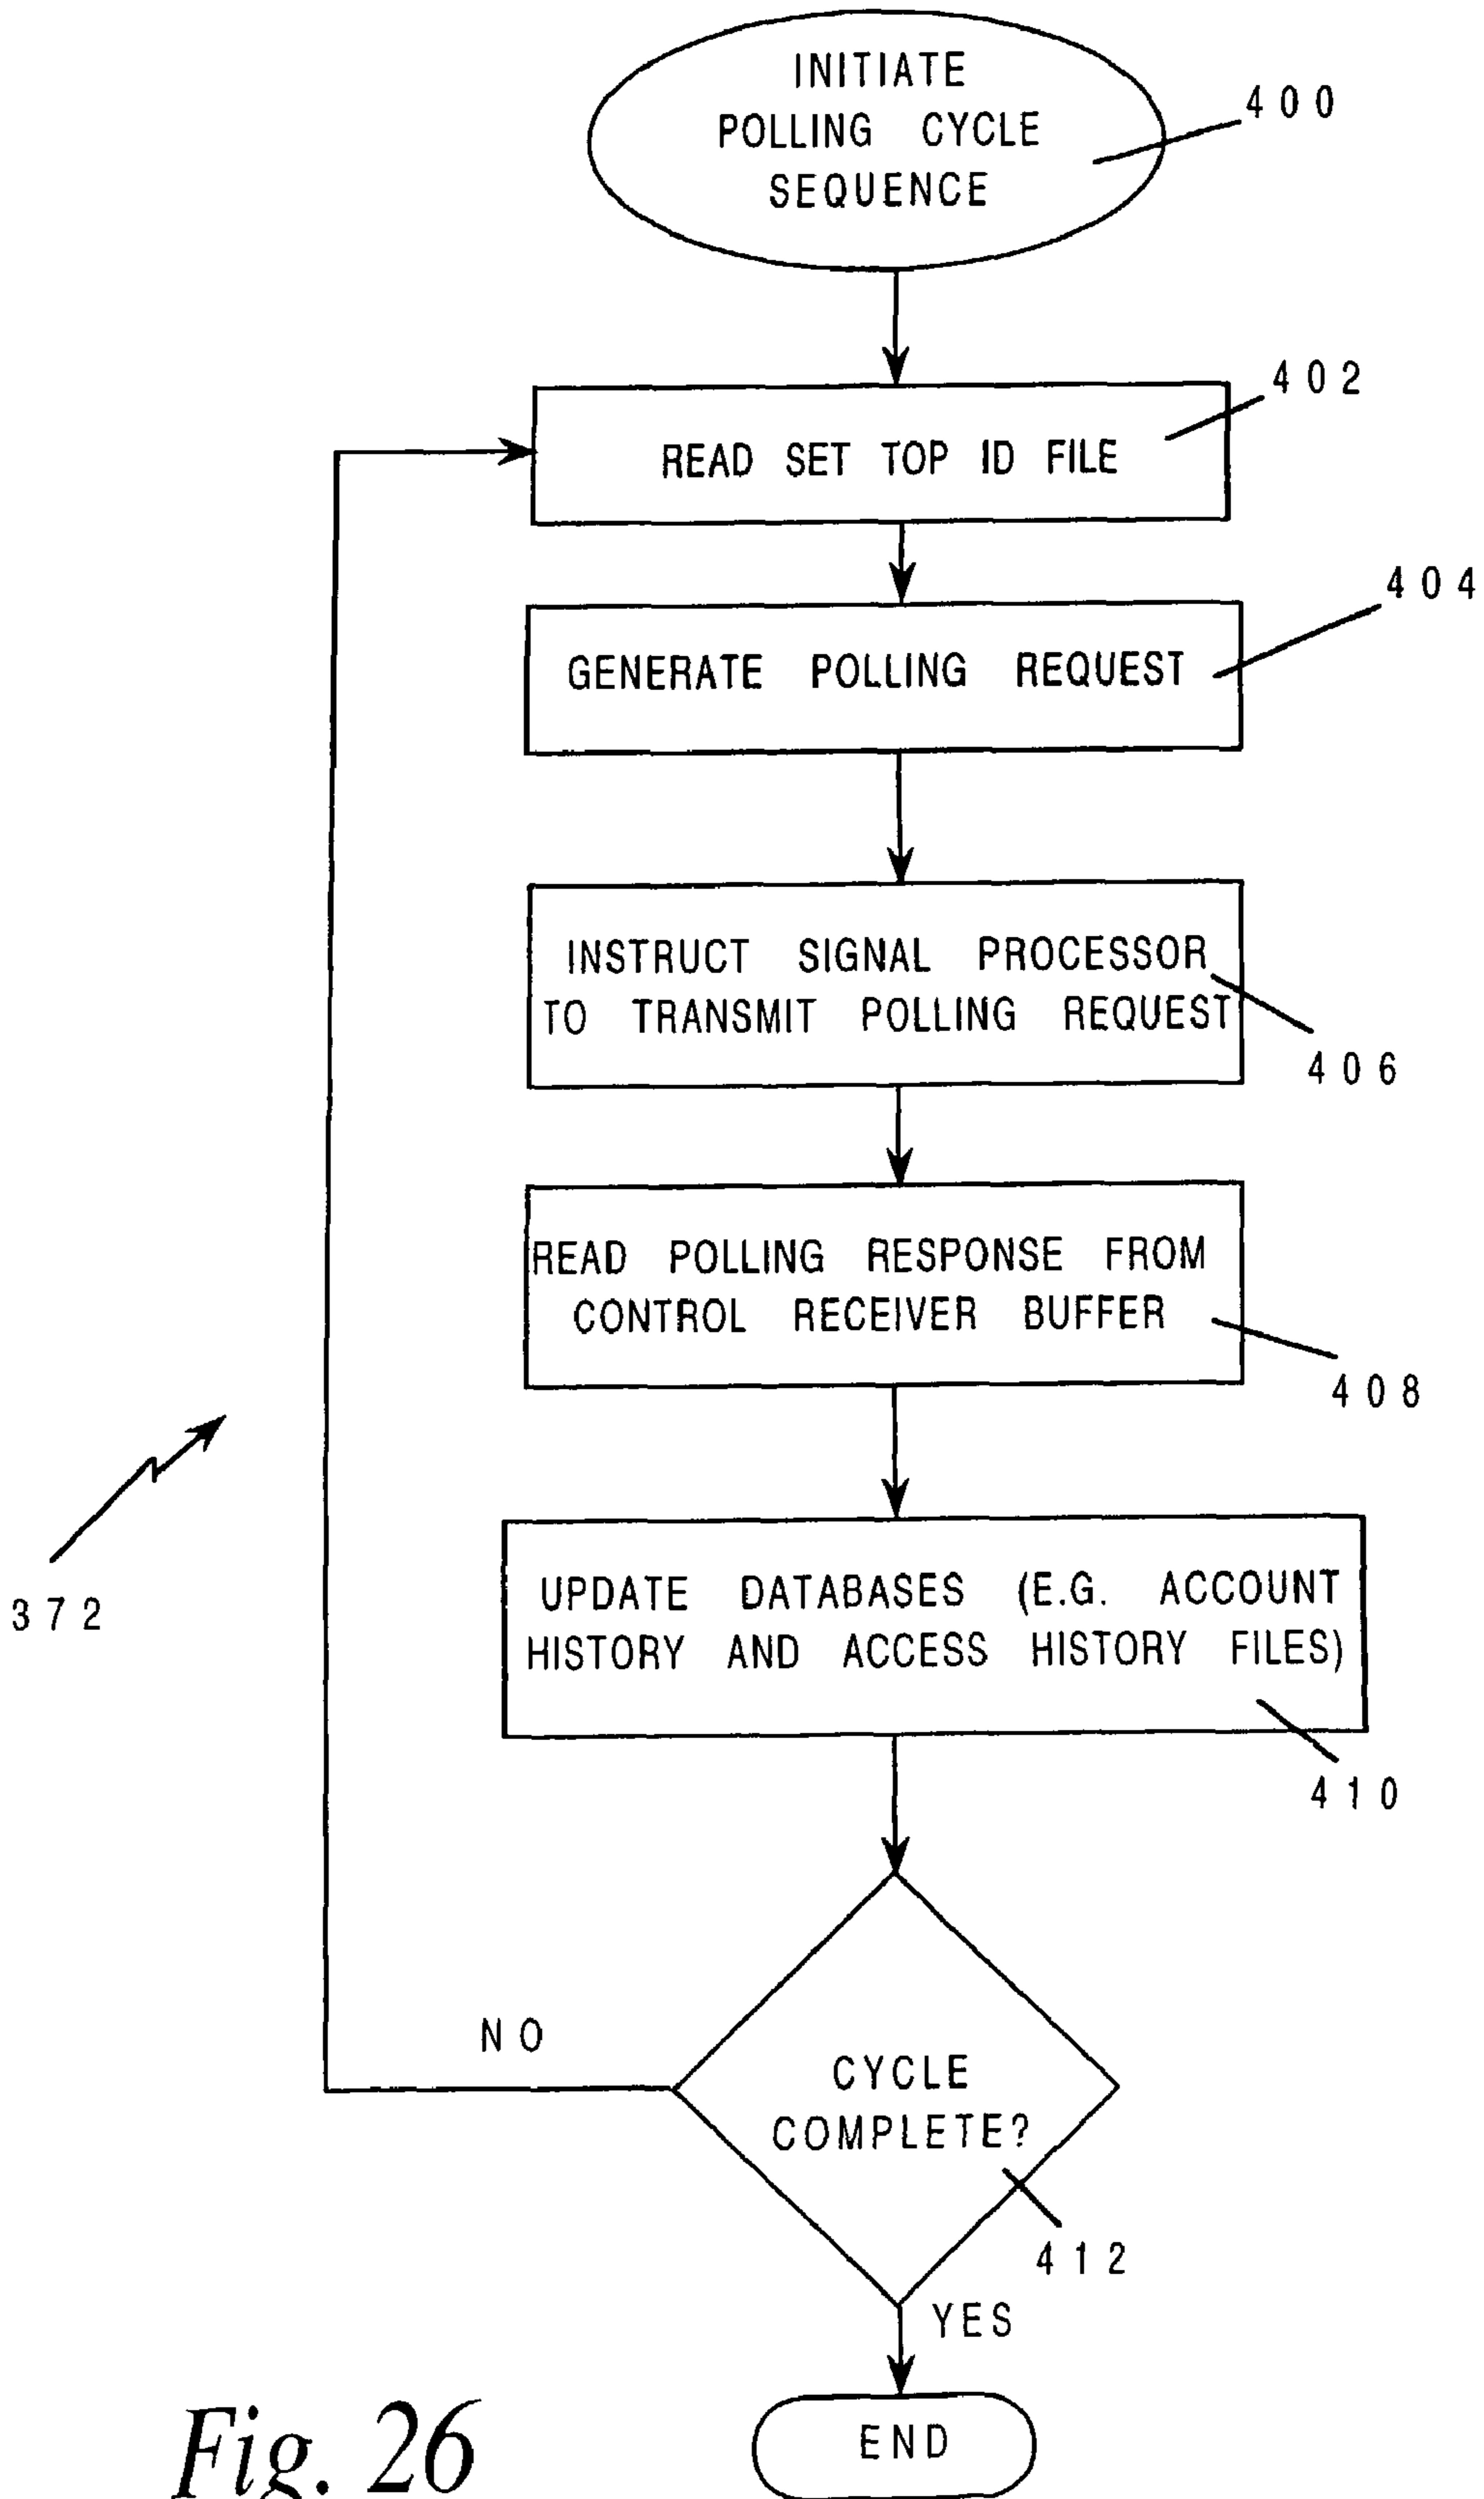 INITIATE
POLLING CYCLE
SEQUENCE
400
402
READ SET TOP ID FILE
404
GENERATE POLLING REQUEST
INSTRUCT SIGNAL PROCESSOR
TO TRANSMIT POLLING REQUEST
406
READ POLLING RESPONSE FROM
CONTROL RECEIVER BUFFER
408
372
UPDATE DATABASES (E.G. ACCOUNT
HISTORY AND ACCESS HISTORY FILES)
410
NO
CYCLE
COMPLETE?
412
YES
END
Fig. 26